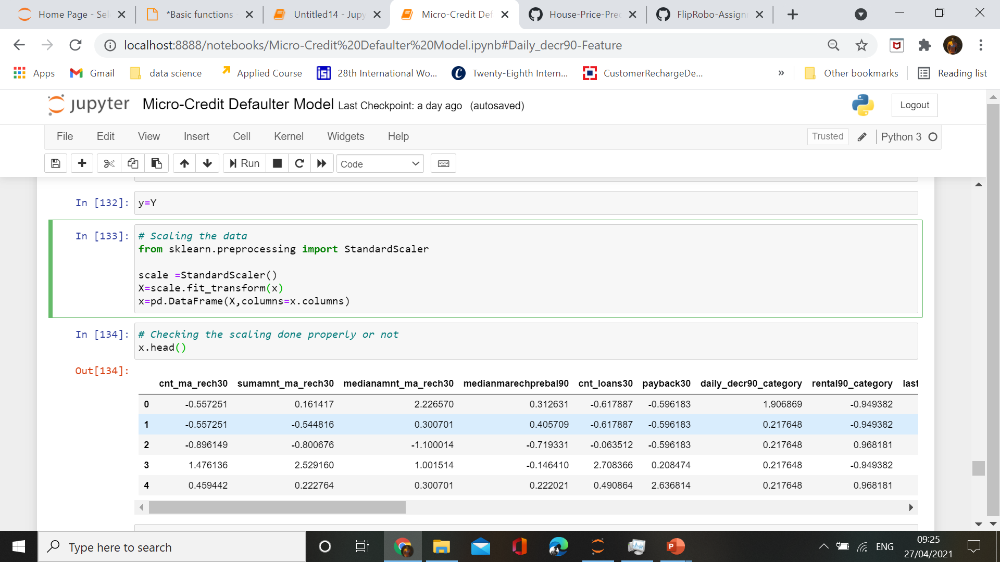 Home Page - Sel
*Basic functions -
Untitled14 - Jupy
Micro-Credit Def
House-Price-Pred
FlipRobo-Assign
localhost:8888/notebooks/Micro-Credit%20Defaulter%20Model.ipynb#Daily_decr90-Feature
Apps
Gmail
data science
Applied Course
28th International Wo...
Twenty-Eighth Intern...
CustomerRechargeDe...
»
Other bookmarks
Reading list
jupyter
Micro-Credit Defaulter Model Last Checkpoint: a day ago (autosaved)
Logout
File Edit View Insert Cell Kernel Widgets Help
Trusted
Python 3
Run
Code
In [132]:
y=Y
In [133]:
# Scaling the data
from sklearn.preprocessing import StandardScaler
scale =StandardScaler()
X=scale.fit_transform(x)
x=pd.DataFrame(X,columns=x.columns)
In [134]:
# Checking the scaling done properly or not
x.head()
Out[134]:
cnt_ma_rech30 sumamnt_ma_rech30 medianamnt_ma_rech30 medianmarechprebal90 cnt_loans30 payback30 daily_decr90_category rental90_category last
0 -0.557251 0.161417 2.226570 0.312631 -0.617887 -0.596183 1.906869 -0.949382
1 -0.557251 -0.544816 0.300701 0.405709 -0.617887 -0.596183 0.217648 -0.949382
2 -0.896149 -0.800676 -1.100014 -0.719331 -0.063512 -0.596183 0.217648 0.968181
3 1.476136 2.529160 1.001514 -0.146410 2.708366 0.208474 0.217648 -0.949382
4 0.459442 0.222764 0.300701 0.222021 0.490864 2.636814 0.217648 0.968181
Type here to search
ENG
09:25
27/04/2021